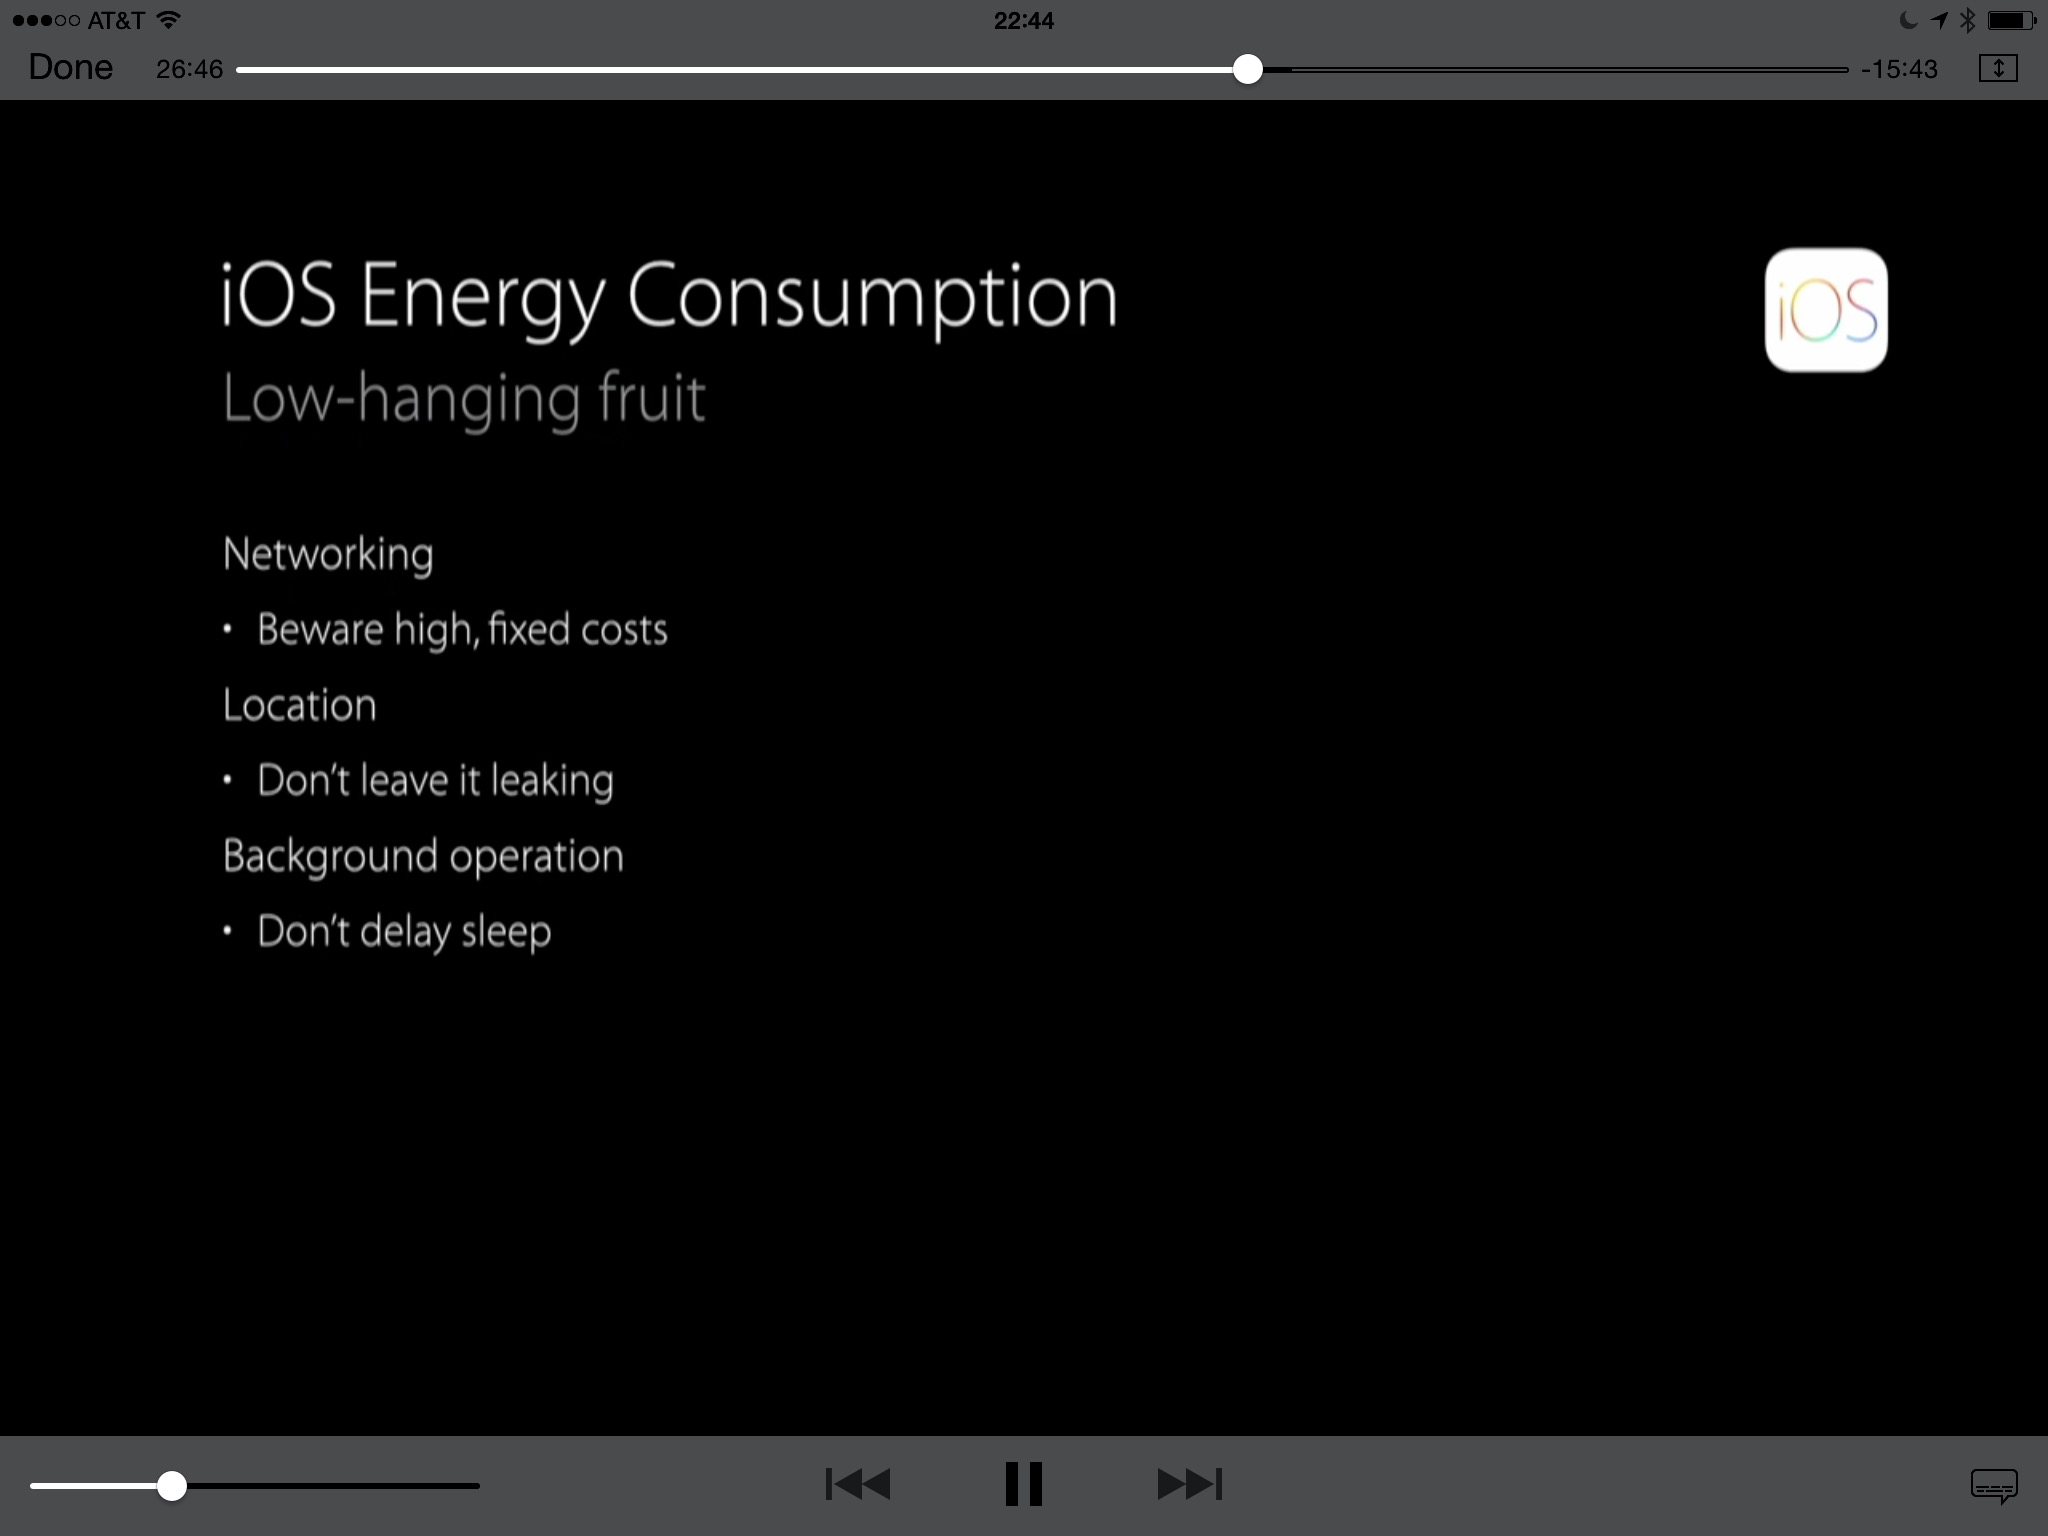 AT&T 22:44
Done 26:46 -15:43
iOS Energy Consumption
iOS
Low-hanging fruit
Networking
• Beware high, fixed costs
Location
• Don’t leave it leaking
Background operation
• Don’t delay sleep